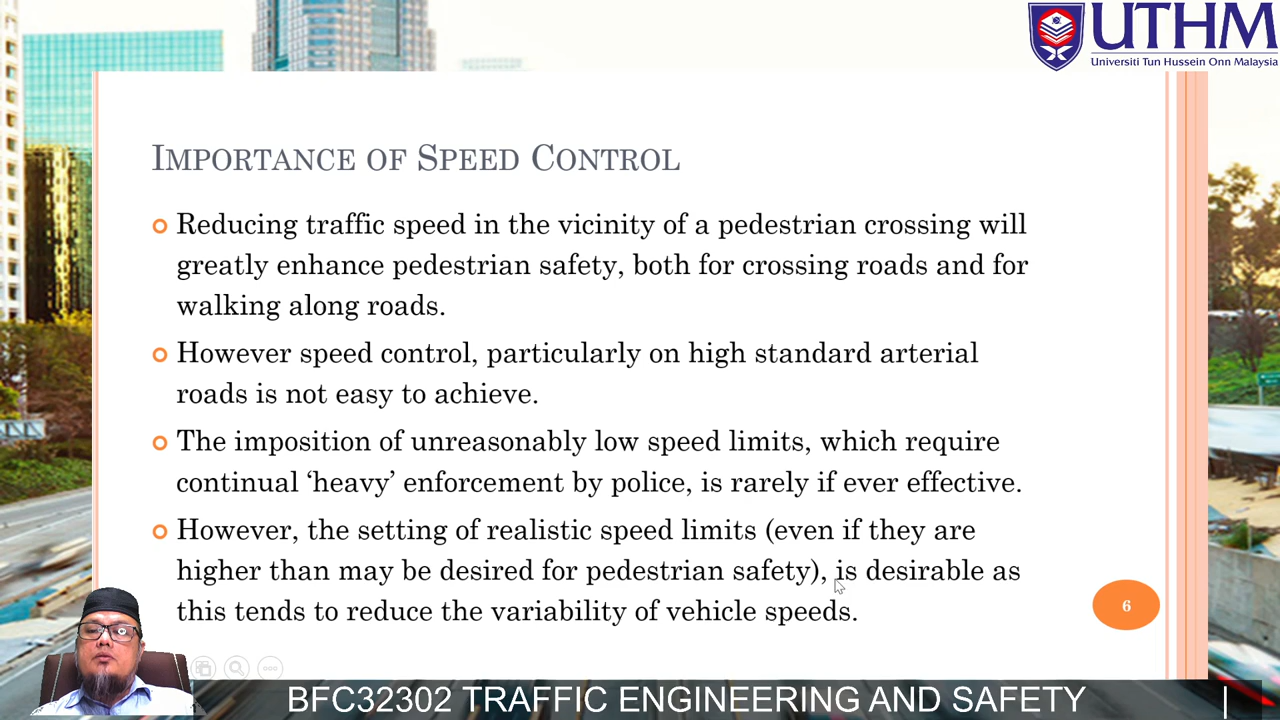 UTHM
Universiti Tun Hussein Onn Malaysia
IMPORTANCE OF SPEED CONTROL
Reducing traffic speed in the vicinity of a pedestrian crossing will
greatly enhance pedestrian safety, both for crossing roads and for
walking along roads.
However speed control, particularly on high standard arterial
roads is not easy to achieve.
The imposition of unreasonably low speed limits, which require
continual ‘heavy’ enforcement by police, is rarely if ever effective.
However, the setting of realistic speed limits (even if they are
higher than may be desired for pedestrian safety), is desirable as
this tends to reduce the variability of vehicle speeds.
6
BFC32302 TRAFFIC ENGINEERING AND SAFETY